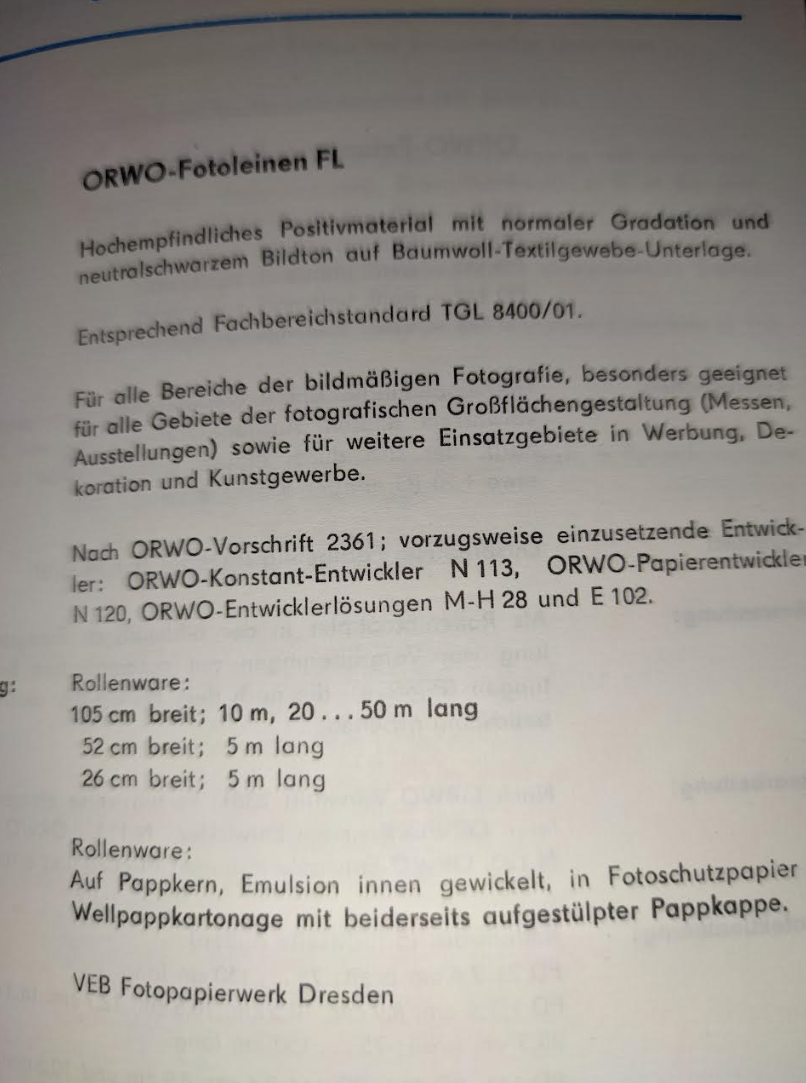 ORWO-Fotoleinen FL
Hochempfindliches Positivmaterial mit normaler Gradation und
neutralschwarzem Bildton auf Baumwoll-Textilgewebe-Unterlage.
Entsprechend Fachbereichstandard TGL 8400/01.
Für alle Bereiche der bildmäßigen Fotografie, besonders geeignet
für alle Gebiete der fotografischen Großflächengestaltung (Messen,
Ausstellungen) sowie für weitere Einsatzgebiete in Werbung, De-
koration und Kunstgewerbe.
Nach ORWO-Vorschrift 2361; vorzugsweise einzusetzende Entwick-
ler: ORWO-Konstant-Entwickler N 113, ORWO-Papierentwickler
N 120, ORWO-Entwicklerlösungen M-H 28 und E 102.
g: Rollenware:
105 cm breit; 10 m, 20 . . . 50 m lang
52 cm breit; 5 m lang
26 cm breit; 5 m lang
Rollenware:
Auf Pappkern, Emulsion innen gewickelt, in Fotoschutzpapier
Wellpappkartonage mit beiderseits aufgestülpter Pappkappe.
VEB Fotopapierwerk Dresden